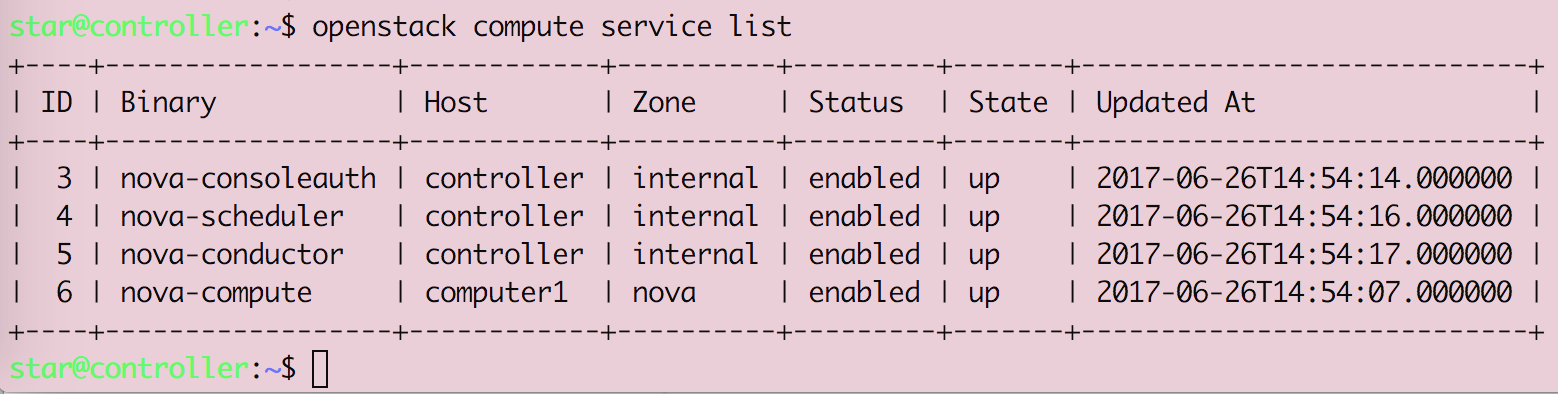 star@controller:~$ openstack compute service list
+----+------------------+------------+----------+---------+-------+----------------------------+
| ID | Binary           | Host       | Zone     | Status  | State | Updated At                 |
+----+------------------+------------+----------+---------+-------+----------------------------+
|  3 | nova-consoleauth | controller | internal | enabled | up    | 2017-06-26T14:54:14.000000 |
|  4 | nova-scheduler   | controller | internal | enabled | up    | 2017-06-26T14:54:16.000000 |
|  5 | nova-conductor   | controller | internal | enabled | up    | 2017-06-26T14:54:17.000000 |
|  6 | nova-compute     | computer1  | nova     | enabled | up    | 2017-06-26T14:54:07.000000 |
+----+------------------+------------+----------+---------+-------+----------------------------+
star@controller:~$